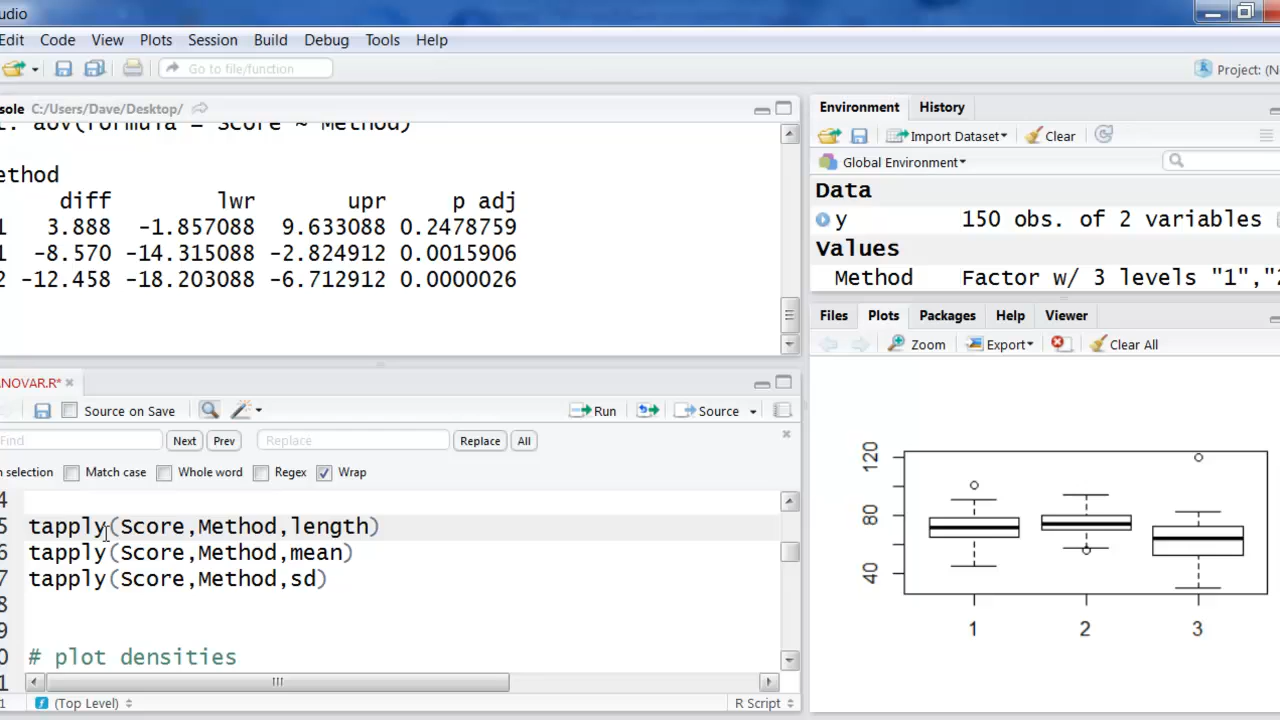 udio
Edit Code View Plots Session Build Debug Tools Help
Go to file/function
Project: (N
sole C:/Users/Dave/Desktop/
aov(formula = Score ~ Method)
ethod
diff lwr upr p adj
1 3.888 -1.857088 9.633088 0.2478759
1 -8.570 -14.315088 -2.824912 0.0015906
2 -12.458 -18.203088 -6.712912 0.0000026
NOVAR.R*
Source on Save
Run
Source
Find
Next
Prev
Replace
Replace
All
n selection
Match case
Whole word
Regex
Wrap
4
5 tapply(Score,Method,length)
6 tapply(Score,Method,mean)
7 tapply(Score,Method,sd)
8
9
0 # plot densities
1
1 (Top Level)
R Script
Environment History
Import Dataset
Clear
Global Environment
Data
y 150 obs. of 2 variables
Values
Method Factor w/ 3 levels "1","2
Files Plots Packages Help Viewer
Zoom Export Clear All
120
80
40
1 2 3